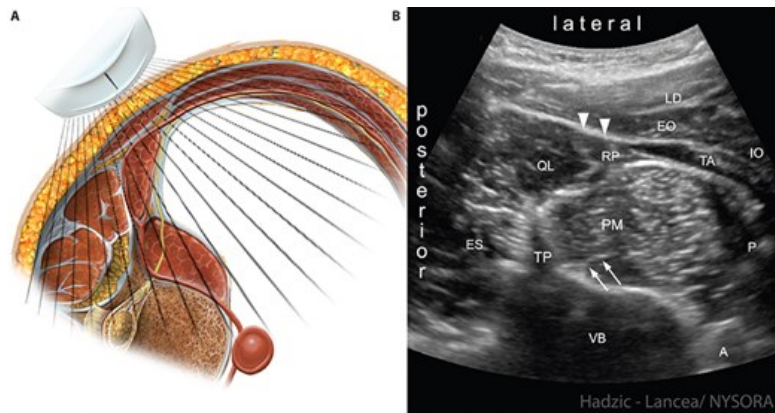 A
B
lateral
posterior
LD
EO
IO
RP
TA
QL
PM
P
ES
TP
VB
A
Hadzic - Lancea/ NYSORA